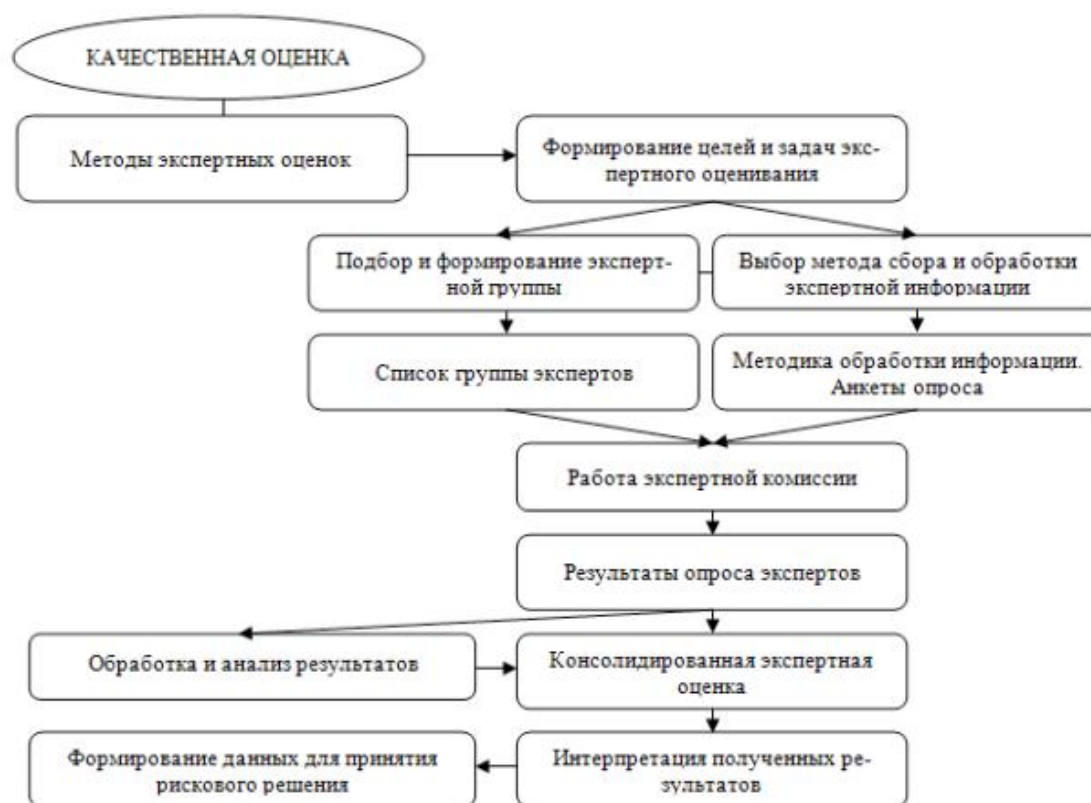 КАЧЕСТВЕННАЯ ОЦЕНКА
Методы экспертных оценок
Формирование целей и задач экс-
пертного оценивания
Подбор и формирование эксперт-
ной группы
Выбор метода сбора и обработки
экспертной информации
Список группы экспертов
Методика обработки информации.
Анкеты опроса
Работа экспертной комиссии
Результаты опроса экспертов
Обработка и анализ результатов
Консолидированная экспертная
оценка
Формирование данных для принятия
рискового решения
Интерпретация полученных ре-
зультатов